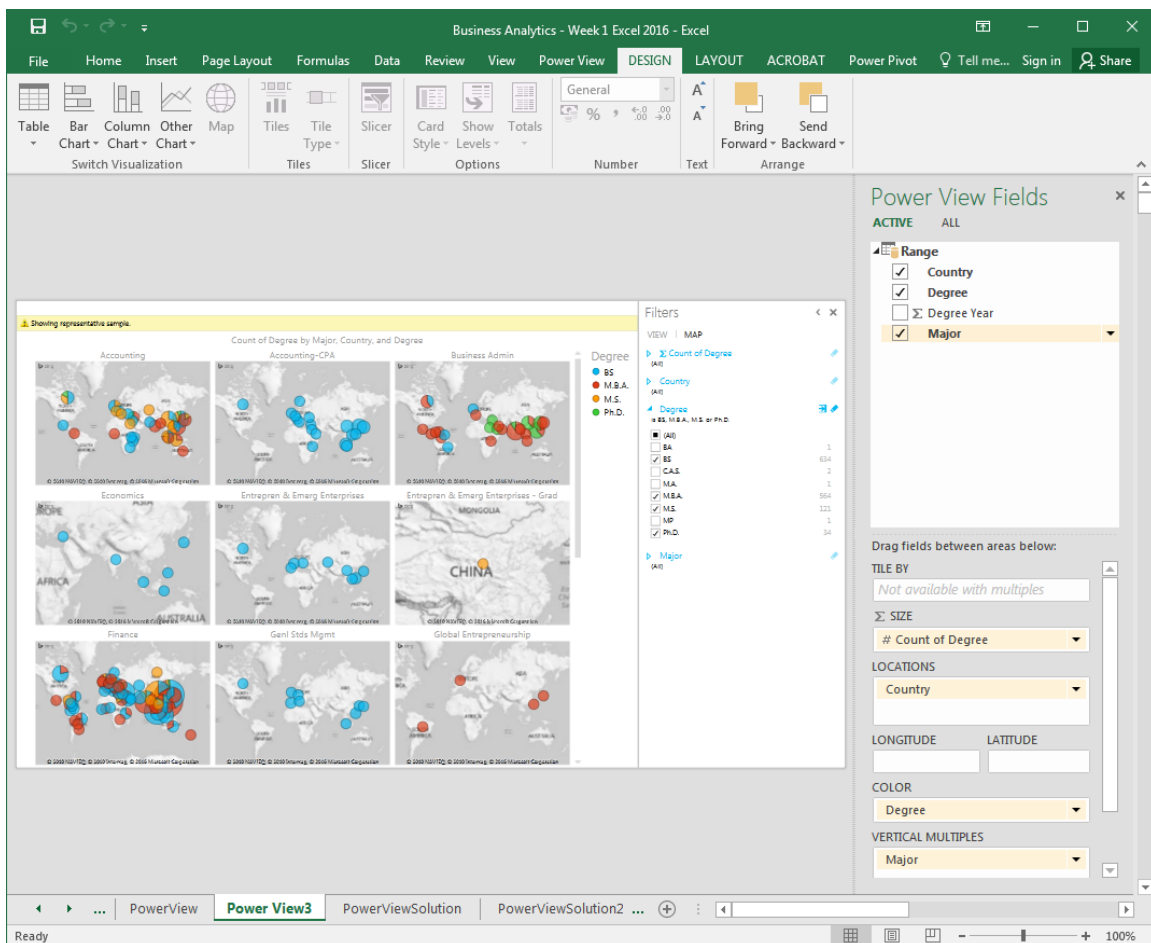 Business Analytics - Week 1 Excel 2016 - Excel
File Home Insert Page Layout Formulas Data Review View Power View DESIGN LAYOUT ACROBAT Power Pivot Tell me... Sign in Share
Table Bar Chart Column Chart Other Chart Map Tiles Tile Type Slicer Card Style Show Levels Totals General % Bring Forward Send Backward
Switch Visualization Tiles Slicer Options Number Text Arrange
Power View Fields
ACTIVE ALL
Range
Country
Degree
Σ Degree Year
Major
Showing representative sample.
Count of Degree by Major, Country, and Degree
Accounting Accounting-CPA Business Admin
Economics Entrepren & Emerg Enterprises Entrepren & Emerg Enterprises - Grad
EUROPE
MONGOLIA
CHINA
AFRICA
AUSTRALIA
Finance Genl Stds Mgmt Global Entrepreneurship
Degree
BS
M.B.A.
M.S.
Ph.D.
Filters
VIEW MAP
Σ Count of Degree
(All)
Country
(All)
Degree
is BS, M.B.A., M.S. or Ph.D.
(All)
BA 1
BS 634
C.A.S. 2
M.A. 1
M.B.A. 564
M.S. 121
MP 1
Ph.D. 34
Major
(All)
Drag fields between areas below:
TILE BY
Not available with multiples
Σ SIZE
# Count of Degree
LOCATIONS
Country
LONGITUDE LATITUDE
COLOR
Degree
VERTICAL MULTIPLES
Major
... PowerView Power View3 PowerViewSolution PowerViewSolution2 ...
Ready 100%